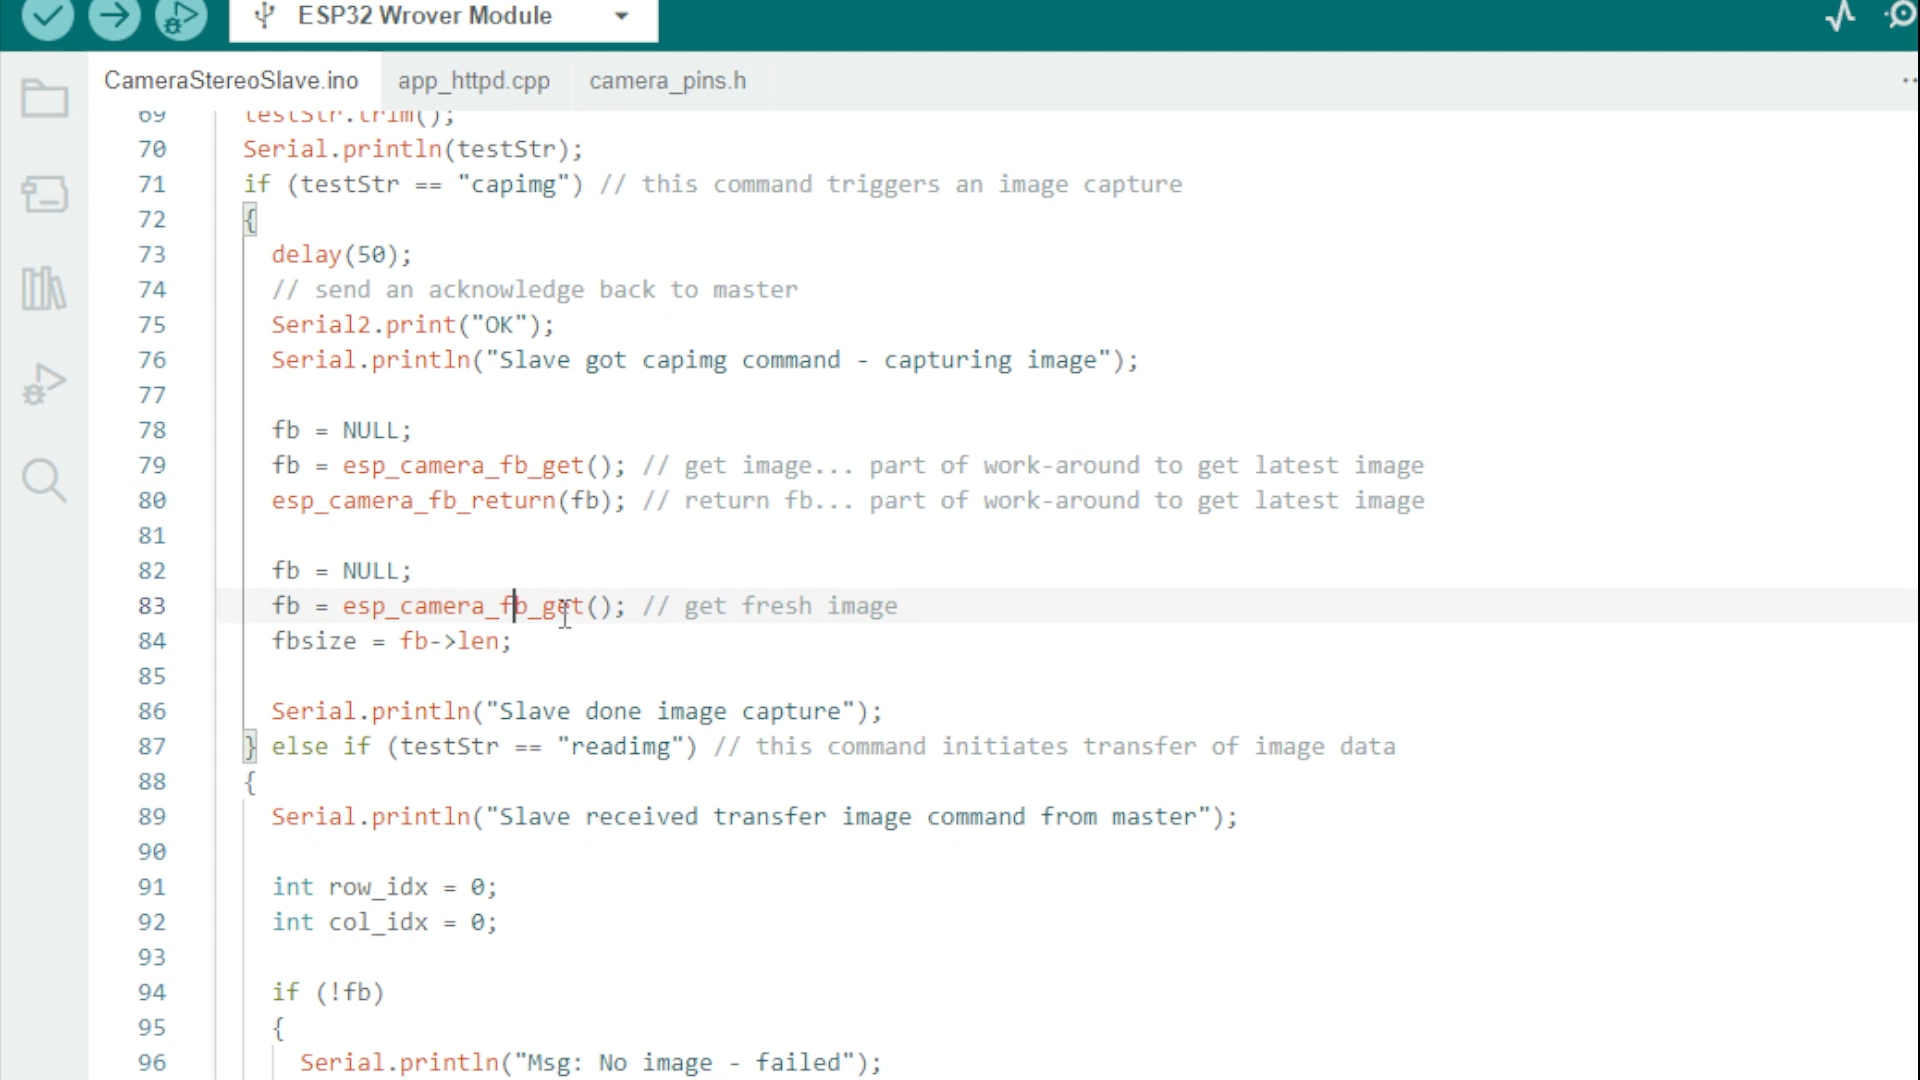 ESP32 Wrover Module
CameraStereoSlave.ino app_httpd.cpp camera_pins.h
69 testStr.trim();
70 Serial.println(testStr);
71 if (testStr == "capimg") // this command triggers an image capture
72 {
73 delay(50);
74 // send an acknowledge back to master
75 Serial2.print("OK");
76 Serial.println("Slave got capimg command - capturing image");
77
78 fb = NULL;
79 fb = esp_camera_fb_get(); // get image... part of work-around to get latest image
80 esp_camera_fb_return(fb); // return fb... part of work-around to get latest image
81
82 fb = NULL;
83 fb = esp_camera_fb_get(); // get fresh image
84 fbsize = fb->len;
85
86 Serial.println("Slave done image capture");
87 } else if (testStr == "readimg") // this command initiates transfer of image data
88 {
89 Serial.println("Slave received transfer image command from master");
90
91 int row_idx = 0;
92 int col_idx = 0;
93
94 if (!fb)
95 {
96 Serial.println("Msg: No image - failed");